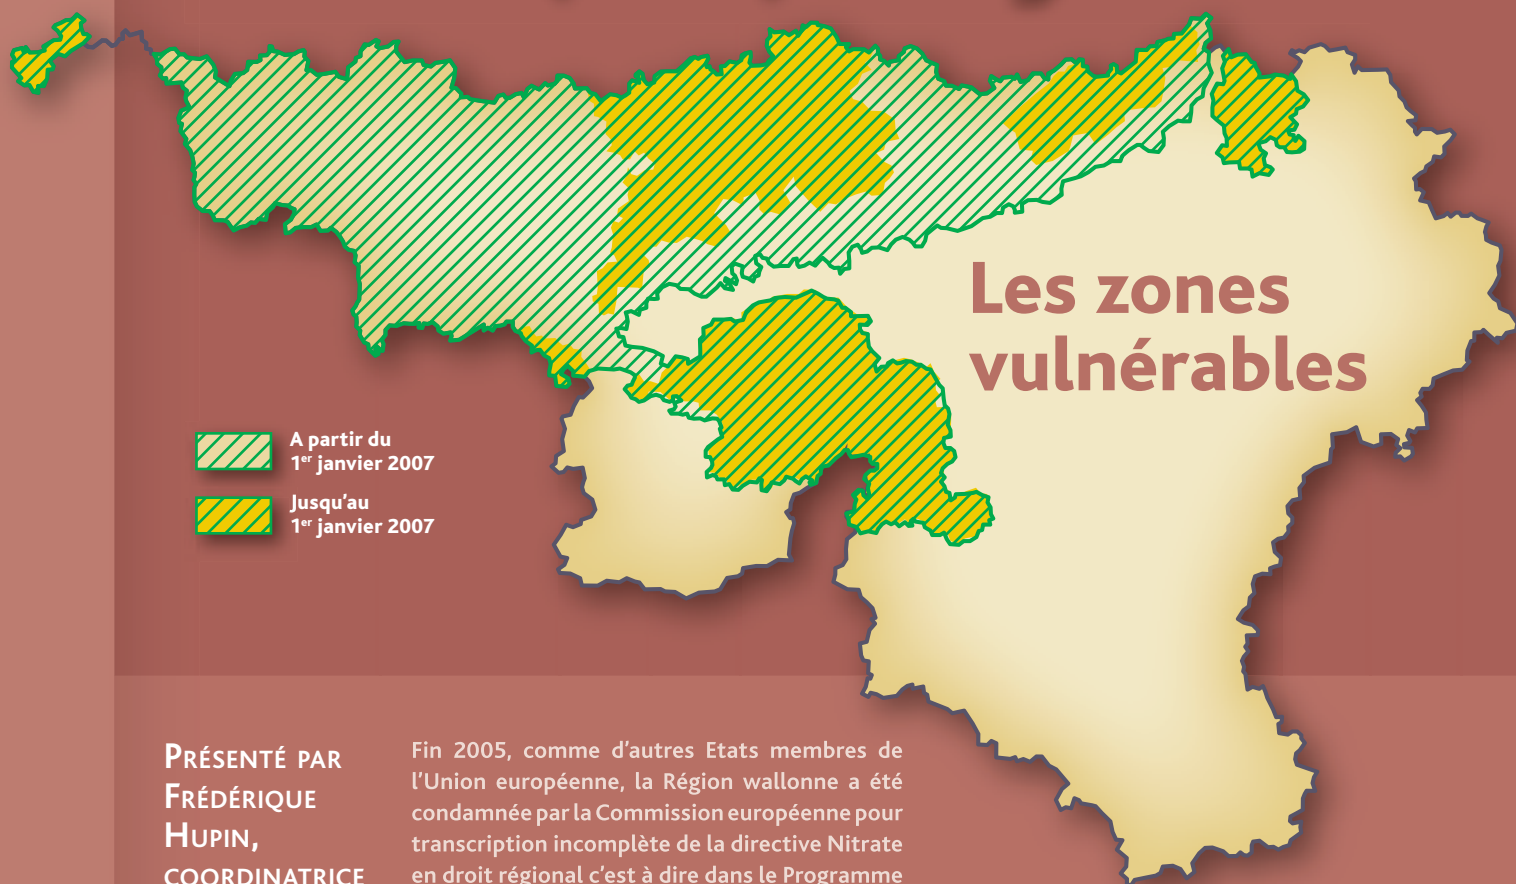 Les zones
vulnérables
A partir du
1er janvier 2007
Jusqu'au
1er janvier 2007
PRÉSENTÉ PAR
FRÉDÉRIQUE
HUPIN,
COORDINATRICE
Fin 2005, comme d'autres Etats membres de
l'Union européenne, la Région wallonne a été
condamnée par la Commission européenne pour
transcription incomplète de la directive Nitrate
en droit régional c'est à dire dans le Programme